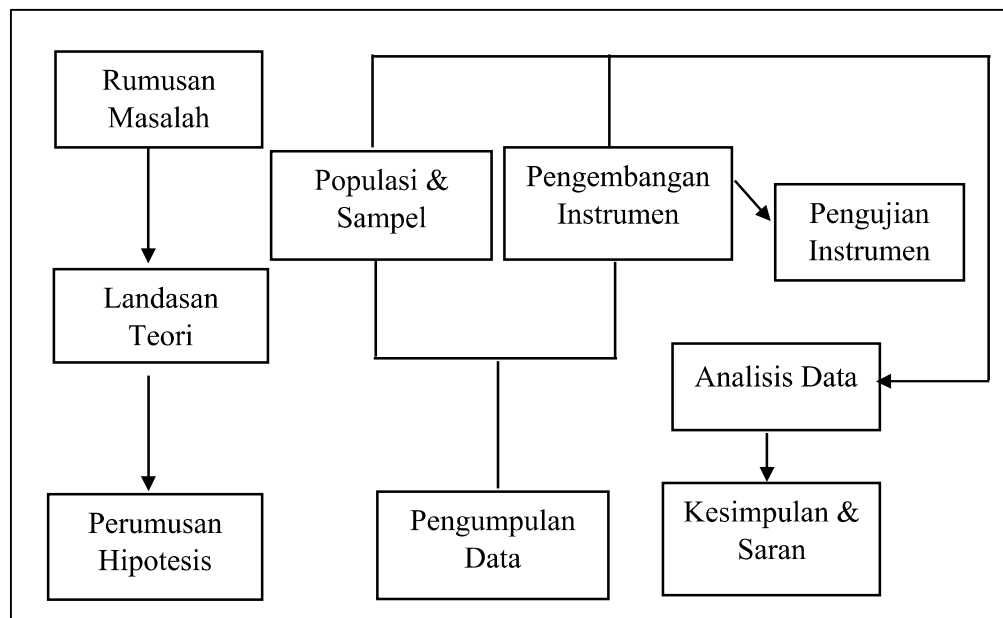 Rumusan
Masalah
Populasi &
Sampel
Pengembangan
Instrumen
Pengujian
Instrumen
Landasan
Teori
Analisis Data
Perumusan
Hipotesis
Pengumpulan
Data
Kesimpulan &
Saran